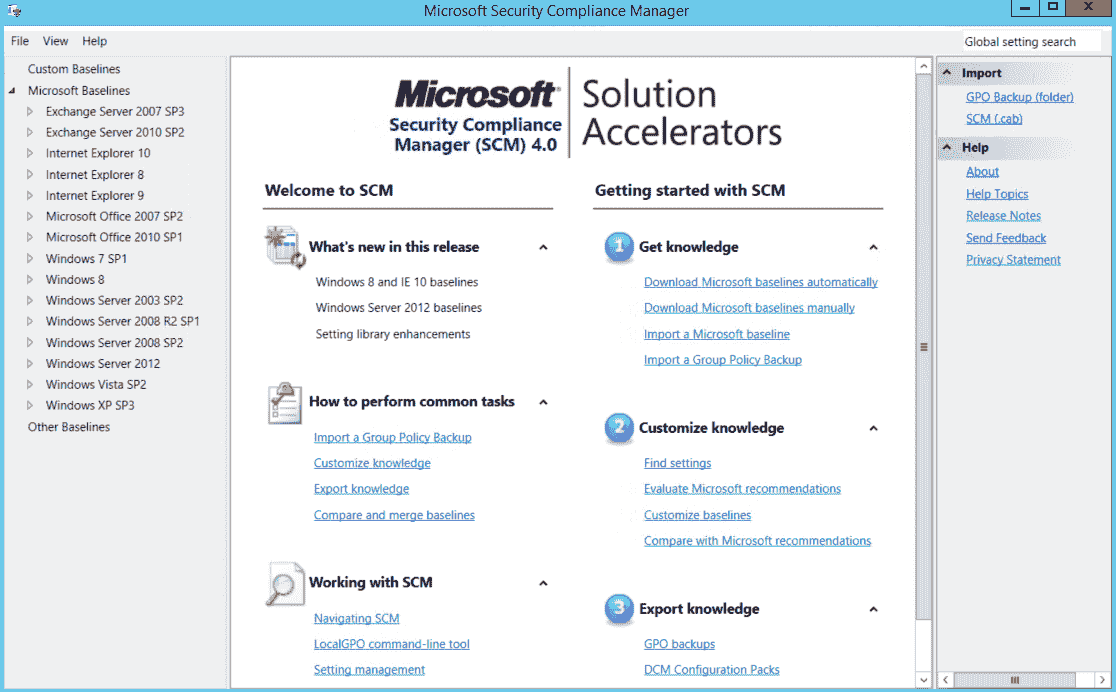 Microsoft Security Compliance Manager
X
File View Help
Global setting search
Custom Baselines
Microsoft Baselines
Exchange Server 2007 SP3
Exchange Server 2010 SP2
Internet Explorer 10
Internet Explorer 8
Internet Explorer 9
Microsoft Office 2007 SP2
Microsoft Office 2010 SP1
Windows 7 SP1
Windows 8
Windows Server 2003 SP2
Windows Server 2008 R2 SP1
Windows Server 2008 SP2
Windows Server 2012
Windows Vista SP2
Windows XP SP3
Other Baselines
Microsoft
Security Compliance
Manager (SCM) 4.0
Solution
Accelerators
Welcome to SCM
What's new in this release
Windows 8 and IE 10 baselines
Windows Server 2012 baselines
Setting library enhancements
How to perform common tasks
Import a Group Policy Backup
Customize knowledge
Export knowledge
Compare and merge baselines
Working with SCM
Navigating SCM
LocalGPO command-line tool
Setting management
Getting started with SCM
1 Get knowledge
Download Microsoft baselines automatically
Download Microsoft baselines manually
Import a Microsoft baseline
Import a Group Policy Backup
2 Customize knowledge
Find settings
Evaluate Microsoft recommendations
Customize baselines
Compare with Microsoft recommendations
3 Export knowledge
GPO backups
DCM Configuration Packs
Import
GPO Backup (folder)
SCM (.cab)
Help
About
Help Topics
Release Notes
Send Feedback
Privacy Statement